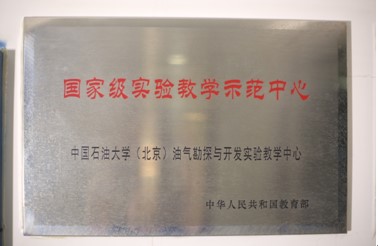 国家级实验教学示范中心
中国石油大学（北京）油气勘探与开发实验教学中心
中华人民共和国教育部